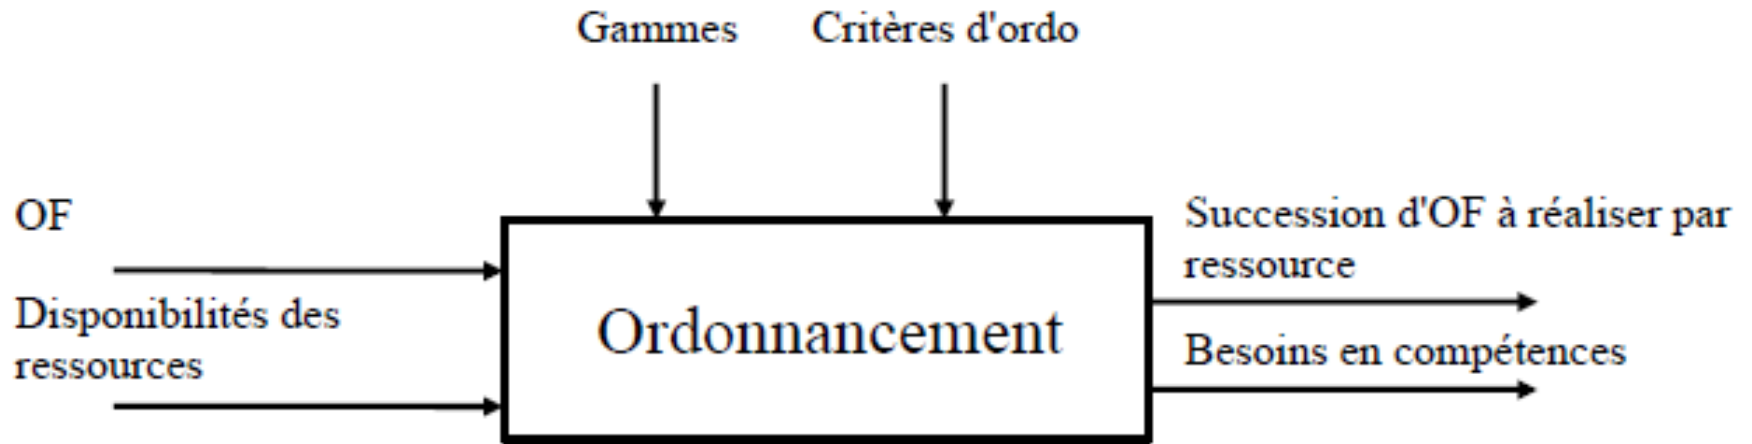 Gammes
Critères d'ordo
OF
Disponibilités des
ressources
Ordonnancement
Succession d'OF à réaliser par
ressource
Besoins en compétences